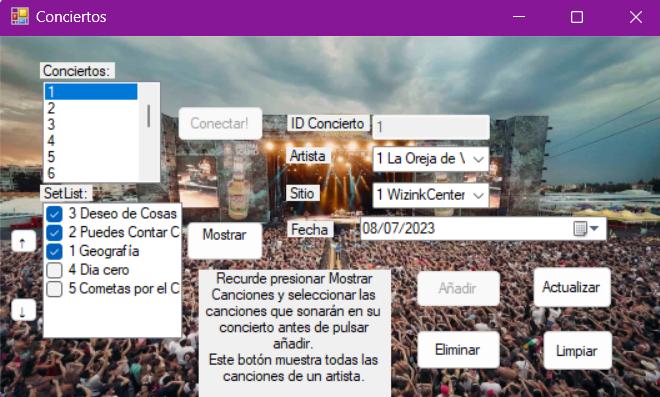 Conciertos
Conciertos:
1
2
3
4
5
6
Conectar!
ID Concierto
1
Artista
1 La Oreja de V
Sitio
1 WizinkCenter
Fecha
08/07/2023
SetList:
3 Deseo de Cosas
2 Puedes Contar C
1 Geografía
4 Dia cero
5 Cometas por el C
↑
↓
Mostrar
Recurde presionar Mostrar
Canciones y seleccionar las
canciones que sonarán en su
concierto antes de pulsar
añadir.
Este botón muestra todas las
canciones de un artista.
Añadir
Actualizar
Eliminar
Limpiar